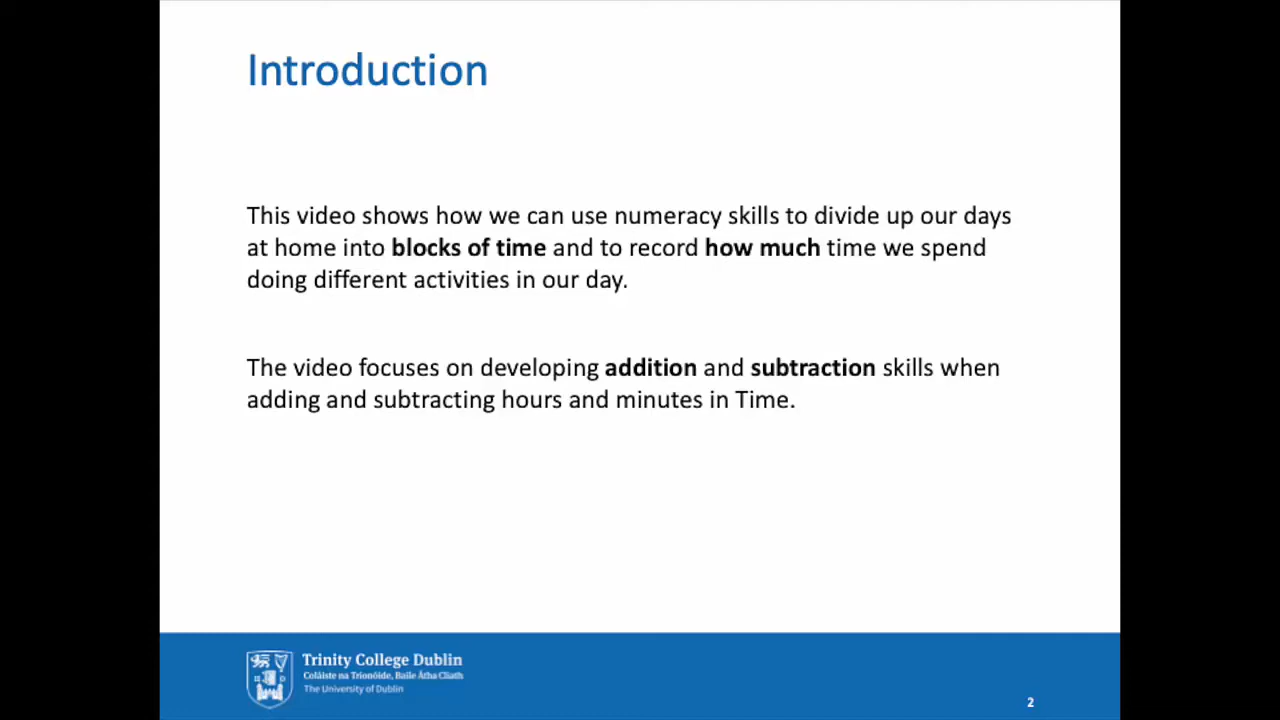 Introduction
This video shows how we can use numeracy skills to divide up our days
at home into blocks of time and to record how much time we spend
doing different activities in our day.
The video focuses on developing addition and subtraction skills when
adding and subtracting hours and minutes in Time.
Trinity College Dublin
Coláiste na Tríonóide, Baile Átha Cliath
The University of Dublin
2